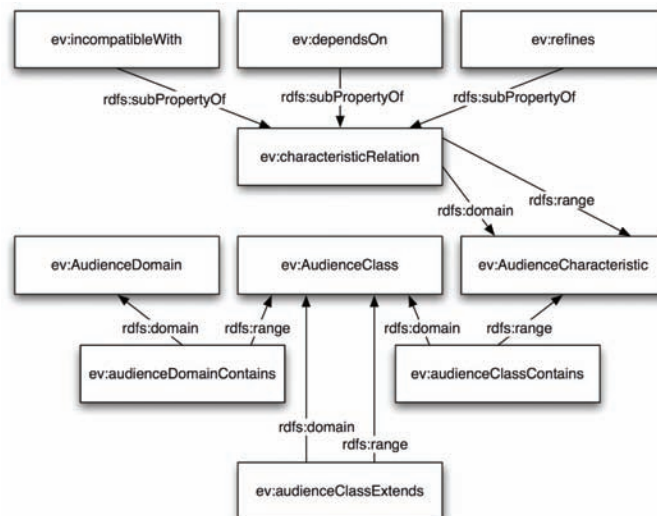 ev:incompatibleWith
ev:dependsOn
ev:refines
rdfs:subPropertyOf
rdfs:subPropertyOf
rdfs:subPropertyOf
ev:characteristicRelation
rdfs:range
rdfs:domain
ev:AudienceDomain
ev:AudienceClass
ev:AudienceCharacteristic
rdfs:domain
rdfs:range
rdfs:domain
rdfs:range
ev:audienceDomainContains
ev:audienceClassContains
rdfs:domain
rdfs:range
ev:audienceClassExtends